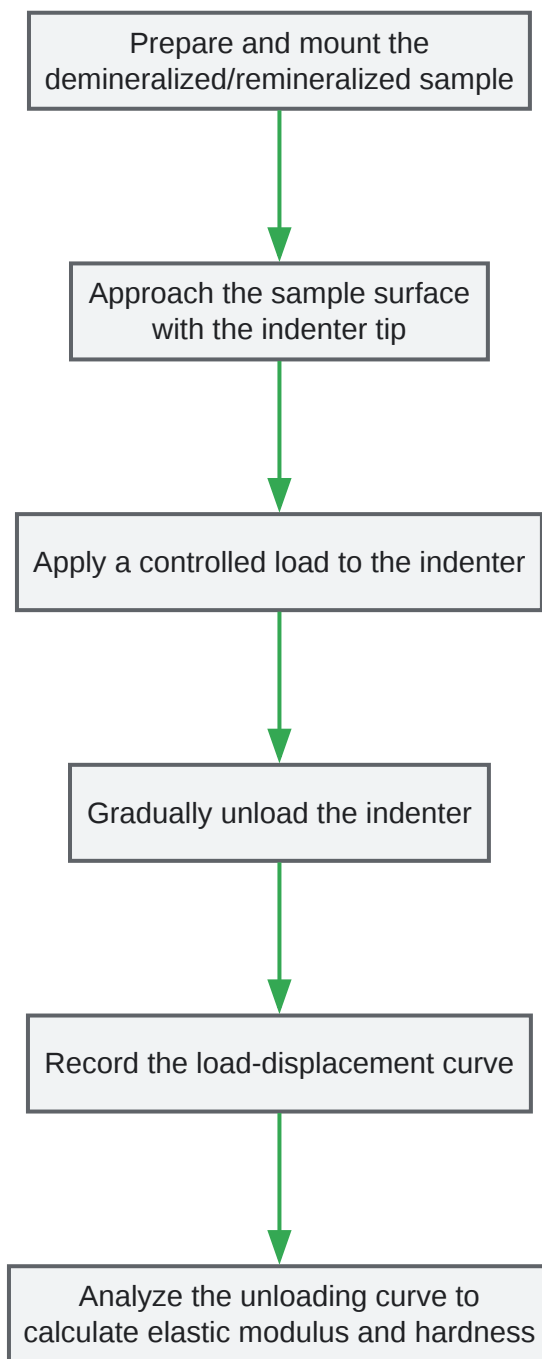 Prepare and mount the
demineralized/remineralized sample
Approach the sample surface
with the indenter tip
Apply a controlled load to the indenter
Gradually unload the indenter
Record the load-displacement curve
Analyze the unloading curve to
calculate elastic modulus and hardness